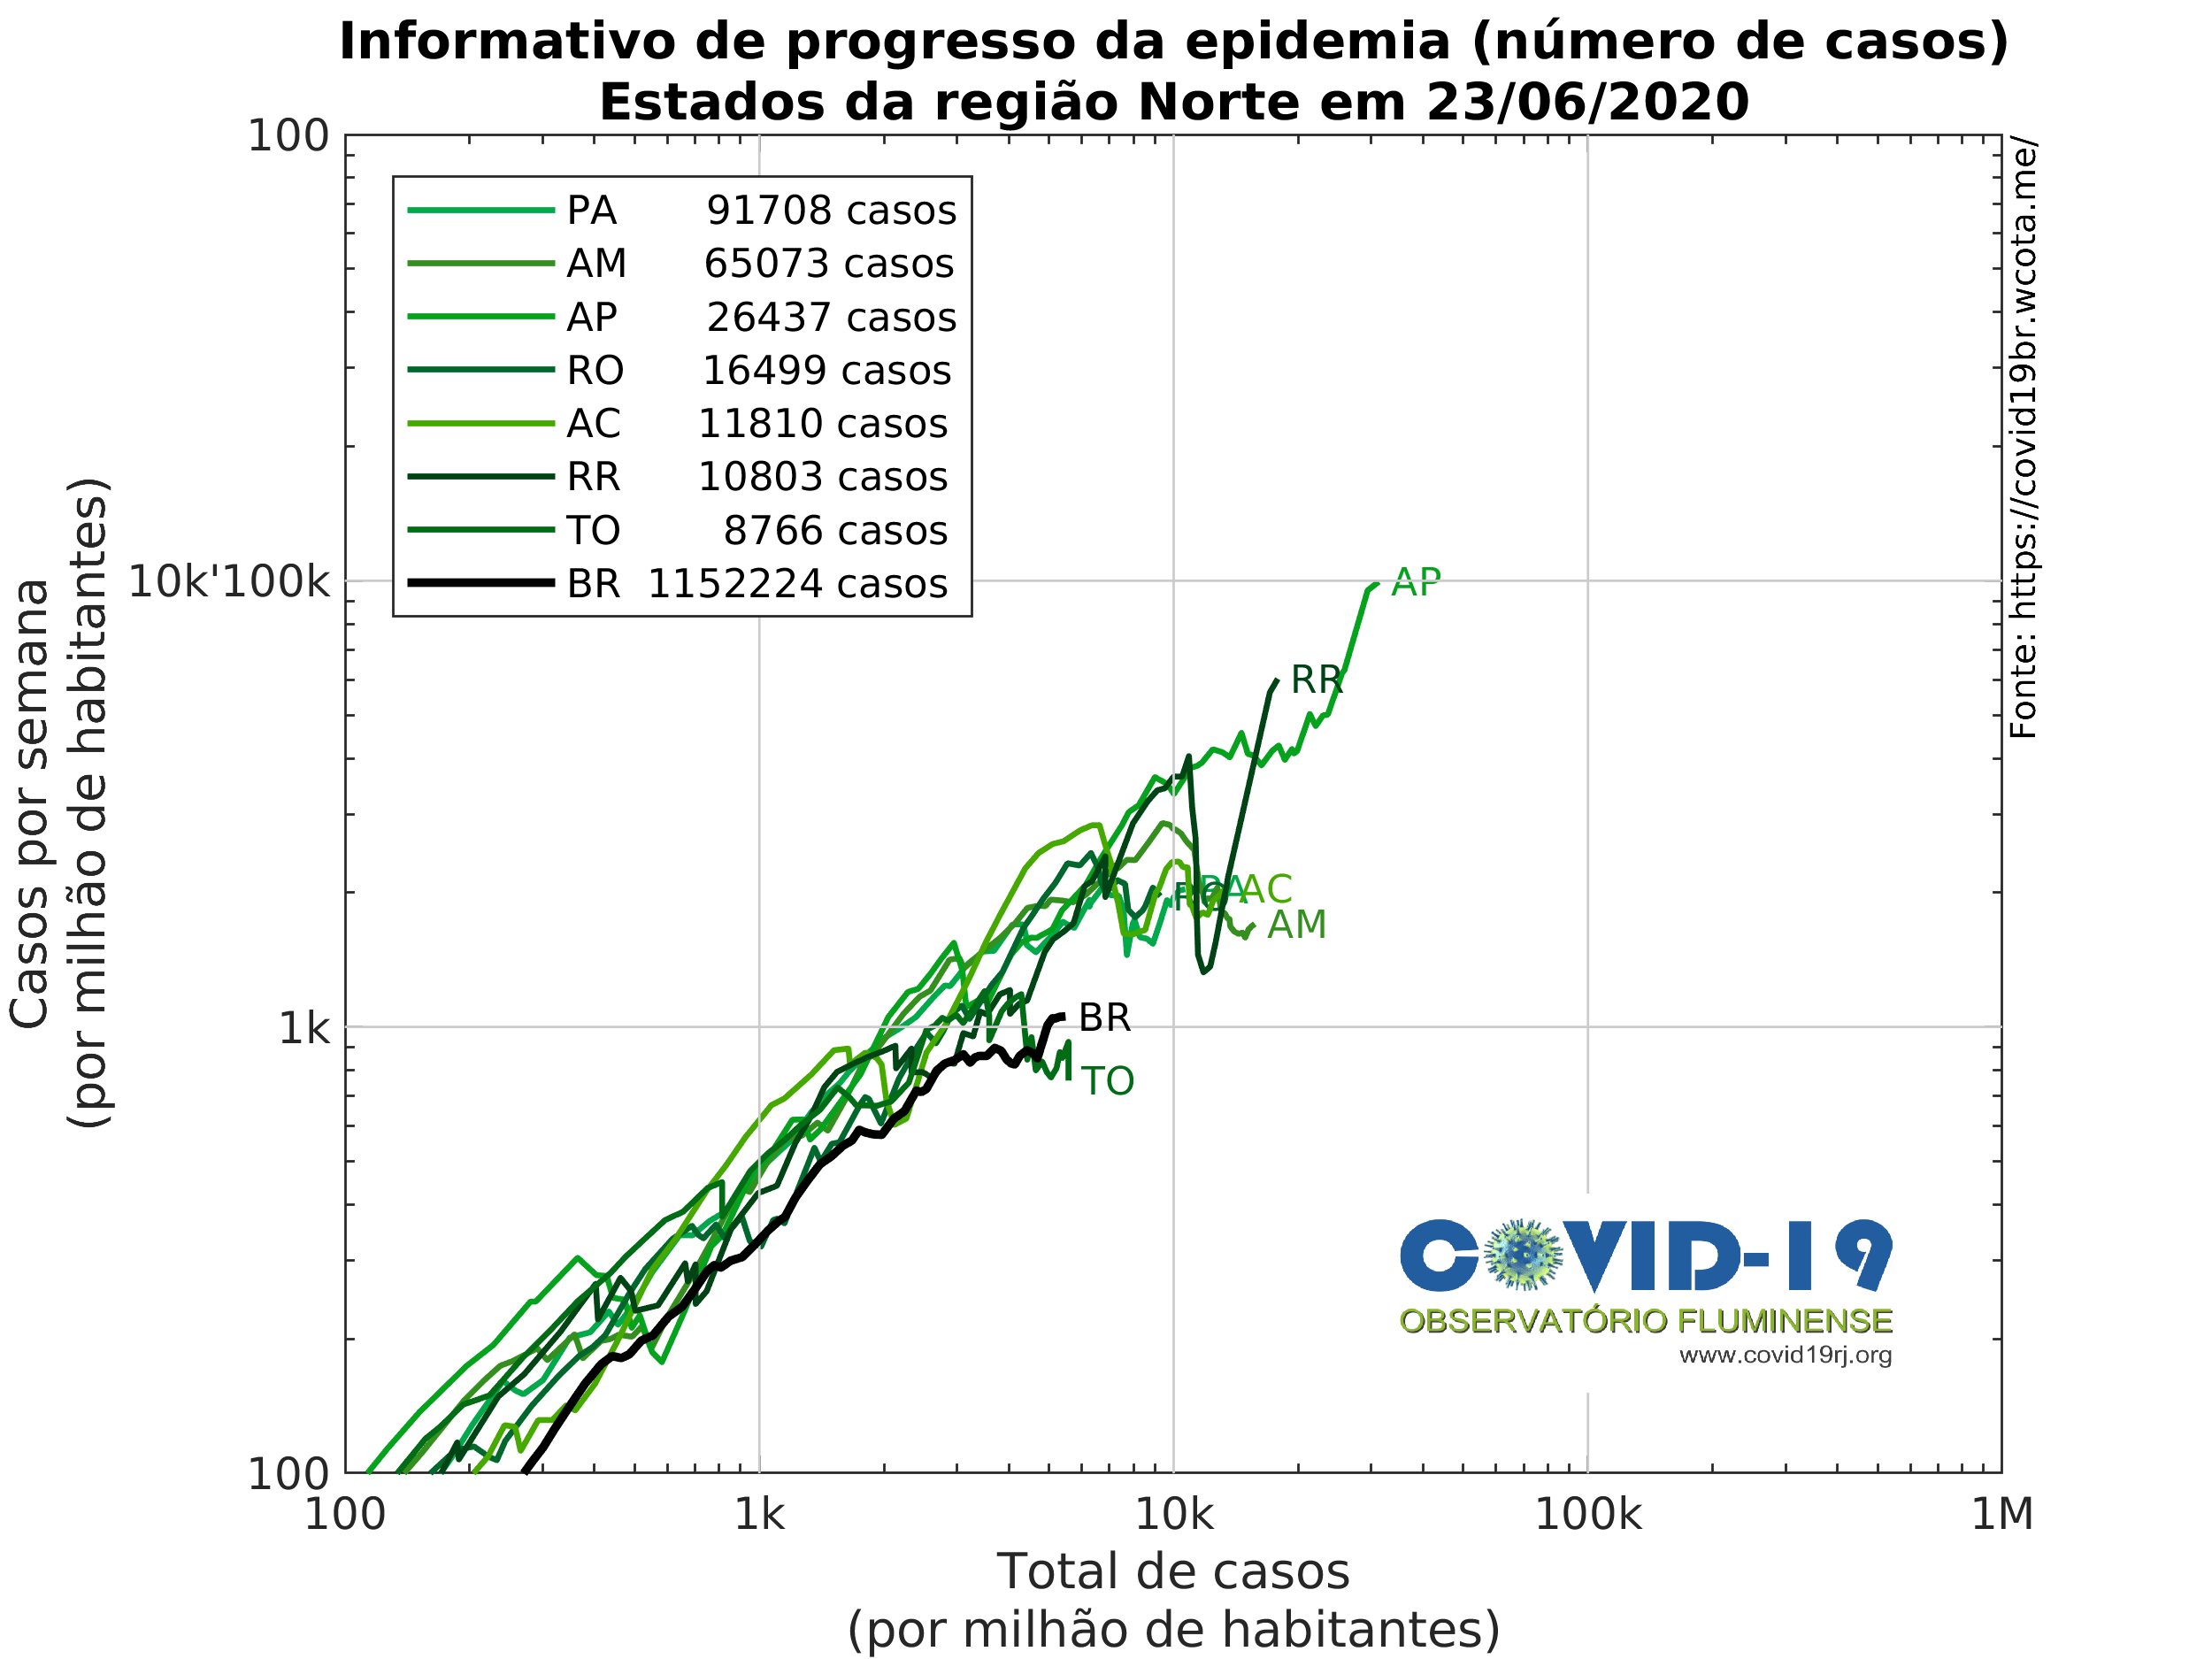 Informativo de progresso da epidemia (número de casos)
Estados da região Norte em 23/06/2020
100
10k'100k
1k
100
Casos por semana
(por milhão de habitantes)
PA 91708 casos
AM 65073 casos
AP 26437 casos
RO 16499 casos
AC 11810 casos
RR 10803 casos
TO 8766 casos
BR 1152224 casos
AP
RR
RO
PA
AC
AM
BR
TO
Fonte: https://covid19br.wcota.me/
COVID-19
OBSERVATÓRIO FLUMINENSE
www.covid19rj.org
100 1k 10k 100k 1M
Total de casos
(por milhão de habitantes)